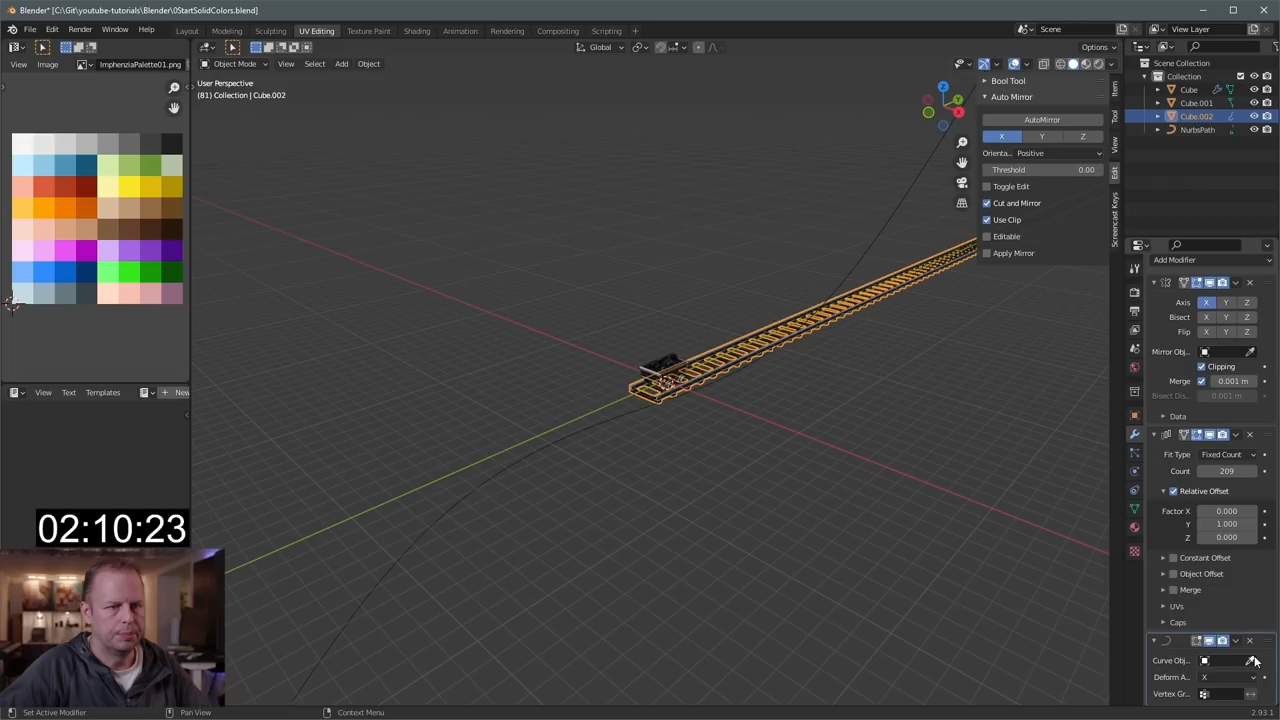 Blender* [C:\Git\youtube-tutorials\Blender\0StartSolidColors.blend]
File Edit Render Window Help Layout Modeling Sculpting UV Editing Texture Paint Shading Animation Rendering Compositing Scripting + Scene View Layer
Global Options
View Image ImphenziaPalette01.png Object Mode View Select Add Object
User Perspective
(81) Collection | Cube.002
Scene Collection
Collection
Cube
Cube.001
Cube.002
NurbsPath
Bool Tool
Auto Mirror
AutoMirror
X Y Z
Orienta... Positive
Threshold 0.00
Toggle Edit
Cut and Mirror
Use Clip
Editable
Apply Mirror
Item
Tool
View
Edit
Screencast Keys
X
Y
Add Modifier
Axis X Y Z
Bisect X Y Z
Flip X Y Z
Mirror Obj...
Clipping
Merge 0.001 m
Bisect Dis... 0.001 m
Data
Fit Type Fixed Count
Count 209
Relative Offset
Factor X 0.000
Y 1.000
Z 0.000
Constant Offset
Object Offset
Merge
UVs
Caps
Curve Obj...
Deform A... X
Vertex Gr...
View Text Templates New
02:10:23
Set Active Modifier Pan View Context Menu 2.93.1